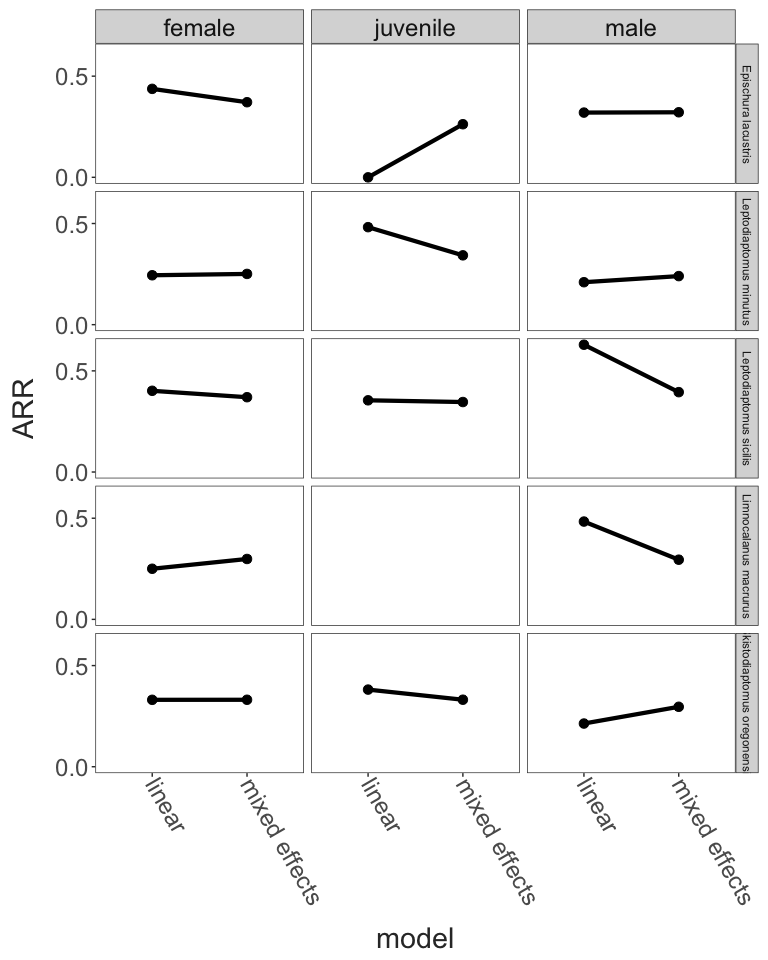 female juvenile male
0.5
0.0
Epischura lacustris
0.5
0.0
Leptodiaptomus minutus
0.5
0.0
Leptodiaptomus sicilis
0.5
0.0
Limnocalanus macrurus
0.5
0.0
kistodiaptomus oregonens
ARR
linear mixed effects linear mixed effects linear mixed effects
model